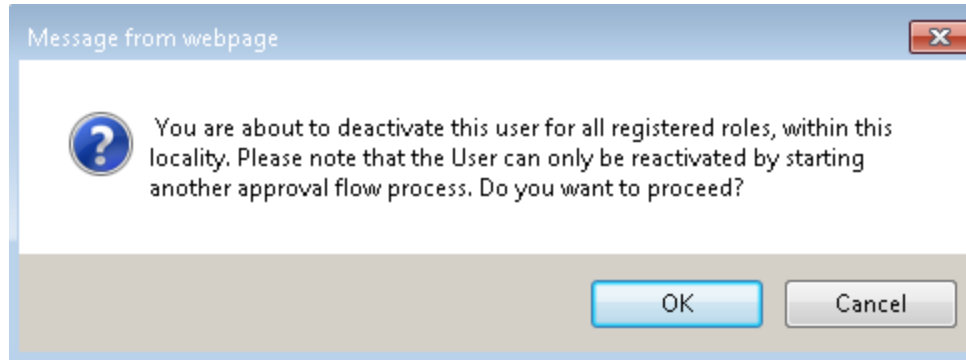 Message from webpage
You are about to deactivate this user for all registered roles, within this
locality. Please note that the User can only be reactivated by starting
another approval flow process. Do you want to proceed?
OK
Cancel